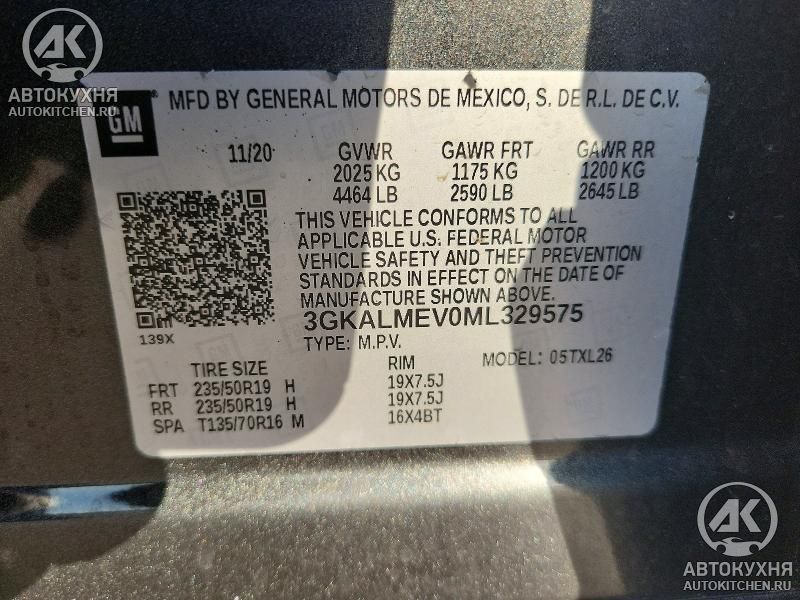 AK
АВТОКУХНЯ
AUTOKITCHEN.RU
GM
MFD BY GENERAL MOTORS DE MEXICO, S. DE R.L. DE C.V.
11/20 GVWR GAWR FRT GAWR RR
2025 KG 1175 KG 1200 KG
4464 LB 2590 LB 2645 LB
THIS VEHICLE CONFORMS TO ALL
APPLICABLE U.S. FEDERAL MOTOR
VEHICLE SAFETY AND THEFT PREVENTION
STANDARDS IN EFFECT ON THE DATE OF
MANUFACTURE SHOWN ABOVE.
3GKALMEV0ML329575
139X
TYPE: M.P.V. MODEL: 05TXL26
TIRE SIZE RIM
FRT 235/50R19 H 19X7.5J
RR 235/50R19 H 19X7.5J
SPA T135/70R16 M 16X4BT
AK
АВТОКУХНЯ
AUTOKITCHEN.RU